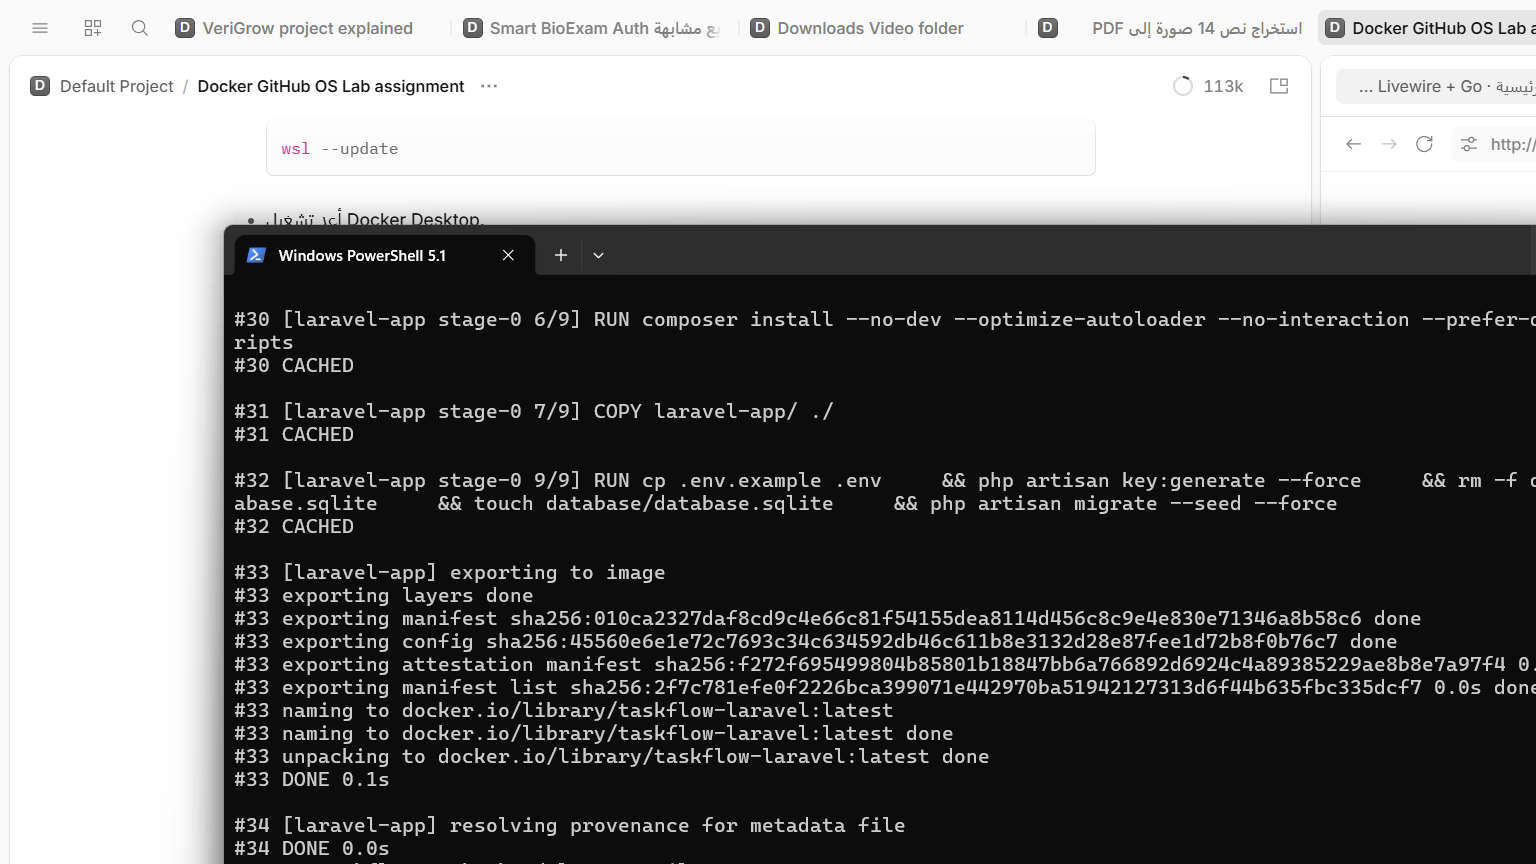 D VeriGrow project explained
D Smart BioExam Auth يع مشابهة
D Downloads Video folder
D استخراج نص 14 صورة إلى PDF
D Docker GitHub OS Lab a
D Default Project / Docker GitHub OS Lab assignment ···
113k
... Livewire + Go · رئيسية
http://
wsl --update
• أعد تشغيل Docker Desktop.
Windows PowerShell 5.1
#30 [laravel-app stage-0 6/9] RUN composer install --no-dev --optimize-autoloader --no-interaction --prefer-d
ripts
#30 CACHED
#31 [laravel-app stage-0 7/9] COPY laravel-app/ ./
#31 CACHED
#32 [laravel-app stage-0 9/9] RUN cp .env.example .env     && php artisan key:generate --force     && rm -f d
abase.sqlite     && touch database/database.sqlite     && php artisan migrate --seed --force
#32 CACHED
#33 [laravel-app] exporting to image
#33 exporting layers done
#33 exporting manifest sha256:010ca2327daf8cd9c4e66c81f54155dea8114d456c8c9e4e830e71346a8b58c6 done
#33 exporting config sha256:45560e6e1e72c7693c34c634592db46c611b8e3132d28e87fee1d72b8f0b76c7 done
#33 exporting attestation manifest sha256:f272f695499804b85801b18847bb6a766892d6924c4a89385229ae8b8e7a97f4 0.
#33 exporting manifest list sha256:2f7c781efe0f2226bca399071e442970ba51942127313d6f44b635fbc335dcf7 0.0s done
#33 naming to docker.io/library/taskflow-laravel:latest
#33 naming to docker.io/library/taskflow-laravel:latest done
#33 unpacking to docker.io/library/taskflow-laravel:latest done
#33 DONE 0.1s
#34 [laravel-app] resolving provenance for metadata file
#34 DONE 0.0s